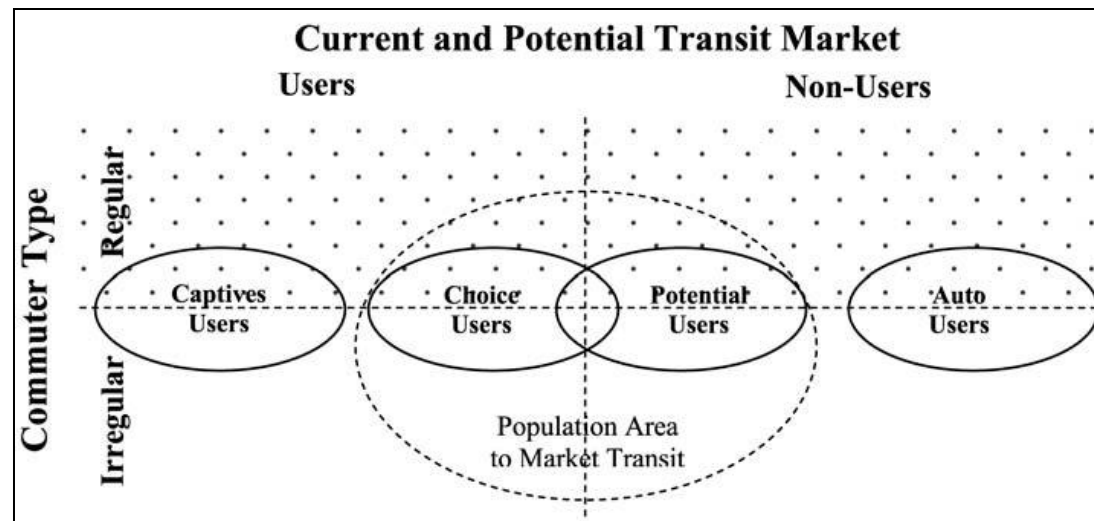 Current and Potential Transit Market
Users
Non-Users
Commuter Type
Regular
Irregular
Captives
Users
Choice
Users
Potential
Users
Auto
Users
Population Area
to Market Transit